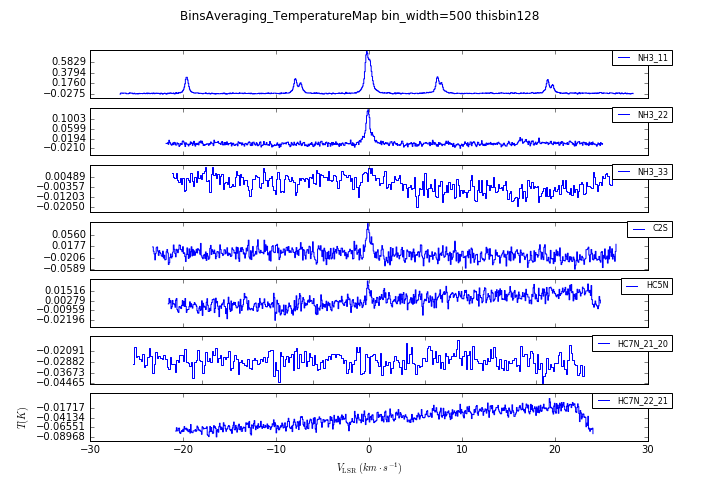 BinsAveraging_TemperatureMap bin_width=500 thisbin128
0.5829
0.3794
0.1760
−0.0275
NH3_11
0.1003
0.0599
0.0194
−0.0210
NH3_22
0.00489
−0.00357
−0.01203
−0.02050
NH3_33
0.0560
0.0177
−0.0206
−0.0589
C2S
0.01516
0.00279
−0.00959
−0.02196
HC5N
−0.02091
−0.02882
−0.03673
−0.04465
HC7N_21_20
−0.01717
−0.04134
−0.06551
−0.08968
HC7N_22_21
T(K)
−30 −20 −10 0 10 20 30
V_LSR (km · s⁻¹)